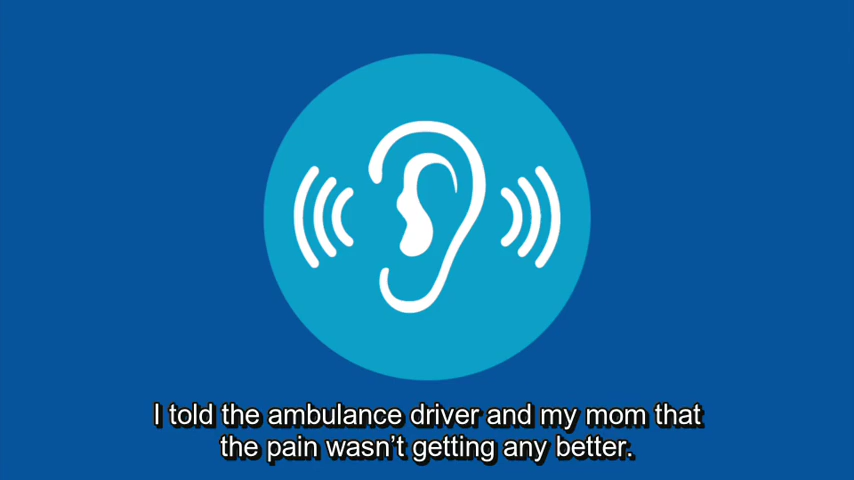 I told the ambulance driver and my mom that
the pain wasn't getting any better.